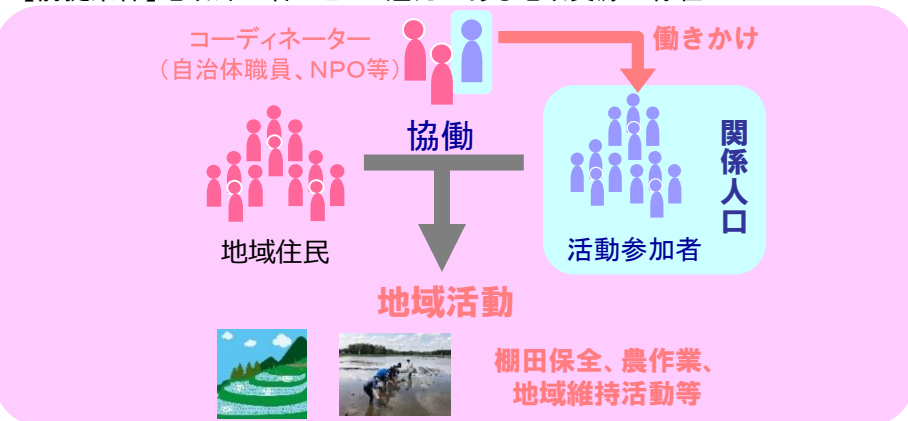 コーディネーター
（自治体職員、NPO等）
働きかけ
協働
関係人口
地域住民
活動参加者
地域活動
棚田保全、農作業、
地域維持活動等